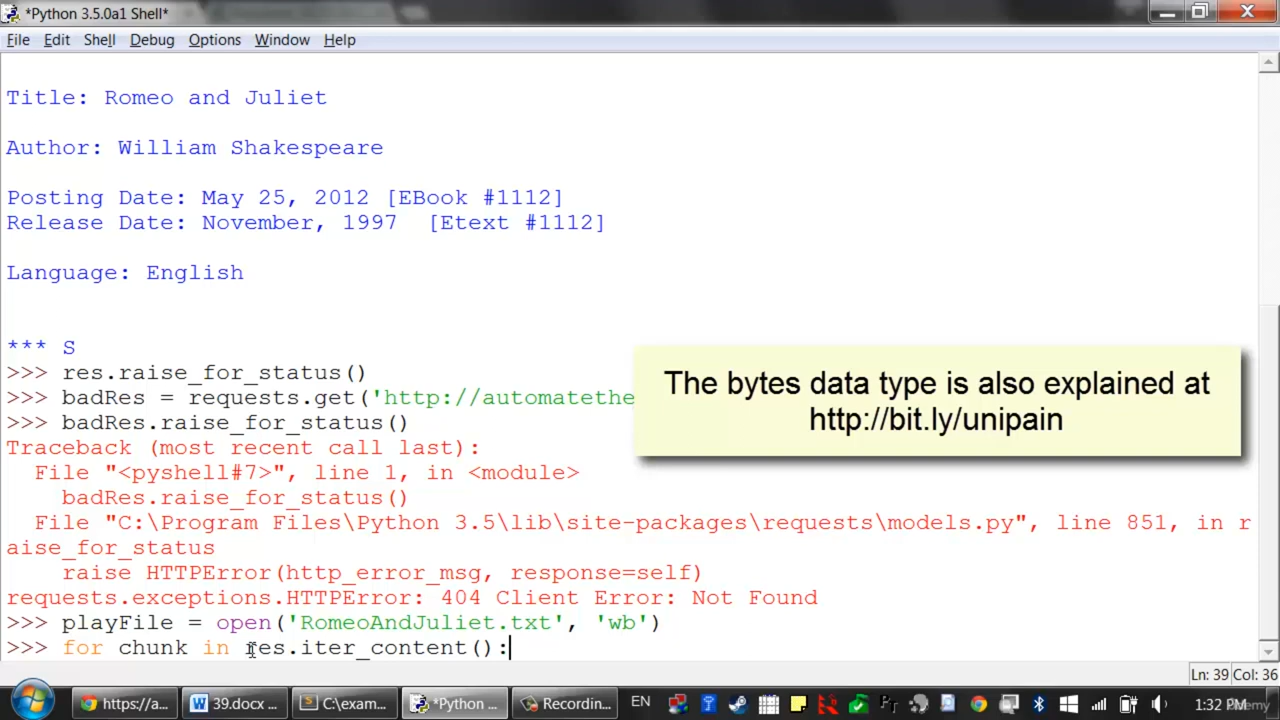 *Python 3.5.0a1 Shell*
File Edit Shell Debug Options Window Help
Title: Romeo and Juliet
Author: William Shakespeare
Posting Date: May 25, 2012 [EBook #1112]
Release Date: November, 1997  [Etext #1112]
Language: English
*** S
>>> res.raise_for_status()
>>> badRes = requests.get('http://automatethe
>>> badRes.raise_for_status()
The bytes data type is also explained at
http://bit.ly/unipain
Traceback (most recent call last):
  File "<pyshell#7>", line 1, in <module>
    badRes.raise_for_status()
  File "C:\Program Files\Python 3.5\lib\site-packages\requests\models.py", line 851, in r
aise_for_status
    raise HTTPError(http_error_msg, response=self)
requests.exceptions.HTTPError: 404 Client Error: Not Found
>>> playFile = open('RomeoAndJuliet.txt', 'wb')
>>> for chunk in res.iter_content():
Ln: 39 Col: 36
https://a... 39.docx ... C:\exam... *Python ... Recordin... EN 1:32 PM